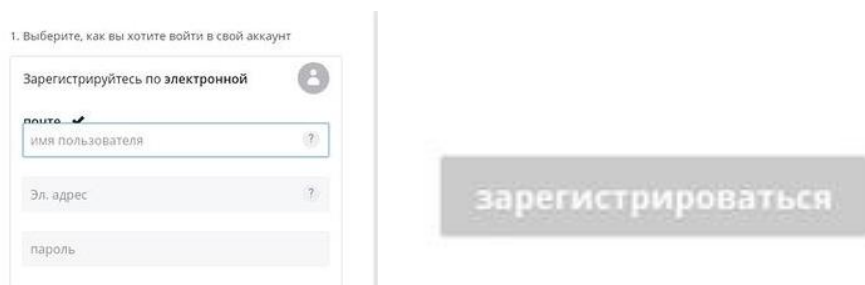 1. Выберите, как вы хотите войти в свой аккаунт
Зарегистрируйтесь по электронной
почте ✔
имя пользователя ?
Эл. адрес ?
пароль
зарегистрироваться